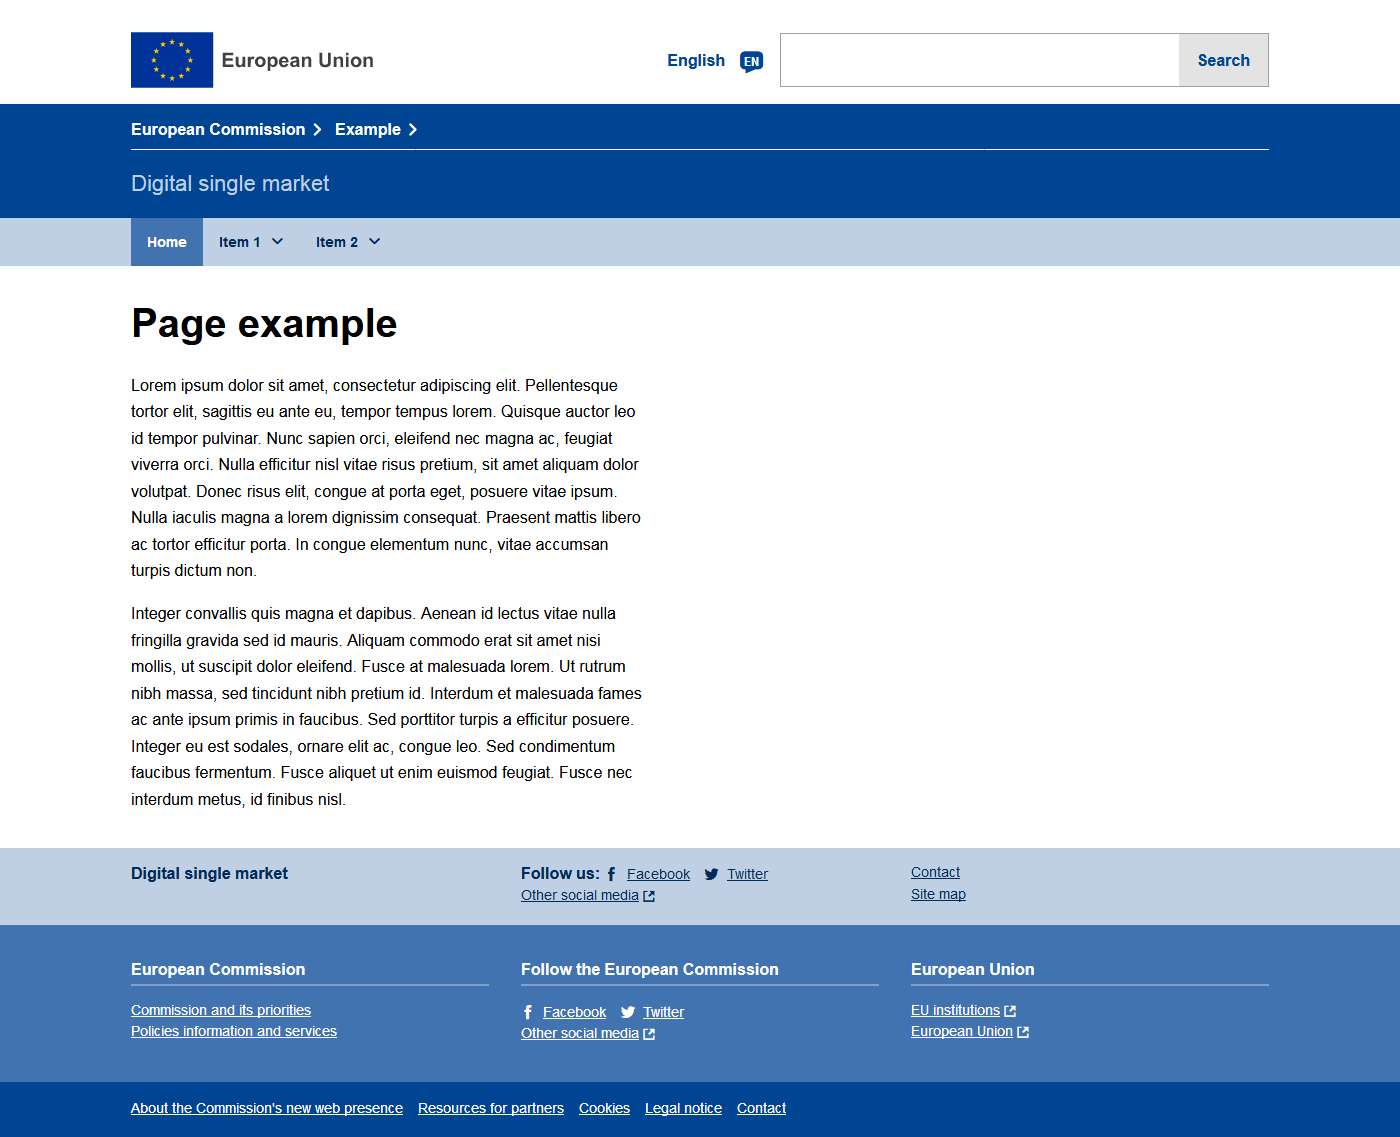 European Union
English EN
Search
European Commission Example
Digital single market
Home Item 1 Item 2
Page example
Lorem ipsum dolor sit amet, consectetur adipiscing elit. Pellentesque
tortor elit, sagittis eu ante eu, tempor tempus lorem. Quisque auctor leo
id tempor pulvinar. Nunc sapien orci, eleifend nec magna ac, feugiat
viverra orci. Nulla efficitur nisl vitae risus pretium, sit amet aliquam dolor
volutpat. Donec risus elit, congue at porta eget, posuere vitae ipsum.
Nulla iaculis magna a lorem dignissim consequat. Praesent mattis libero
ac tortor efficitur porta. In congue elementum nunc, vitae accumsan
turpis dictum non.
Integer convallis quis magna et dapibus. Aenean id lectus vitae nulla
fringilla gravida sed id mauris. Aliquam commodo erat sit amet nisi
mollis, ut suscipit dolor eleifend. Fusce at malesuada lorem. Ut rutrum
nibh massa, sed tincidunt nibh pretium id. Interdum et malesuada fames
ac ante ipsum primis in faucibus. Sed porttitor turpis a efficitur posuere.
Integer eu est sodales, ornare elit ac, congue leo. Sed condimentum
faucibus fermentum. Fusce aliquet ut enim euismod feugiat. Fusce nec
interdum metus, id finibus nisl.
Digital single market
Follow us: Facebook Twitter
Other social media
Contact
Site map
European Commission
Commission and its priorities
Policies information and services
Follow the European Commission
Facebook Twitter
Other social media
European Union
EU institutions
European Union
About the Commission's new web presence Resources for partners Cookies Legal notice Contact